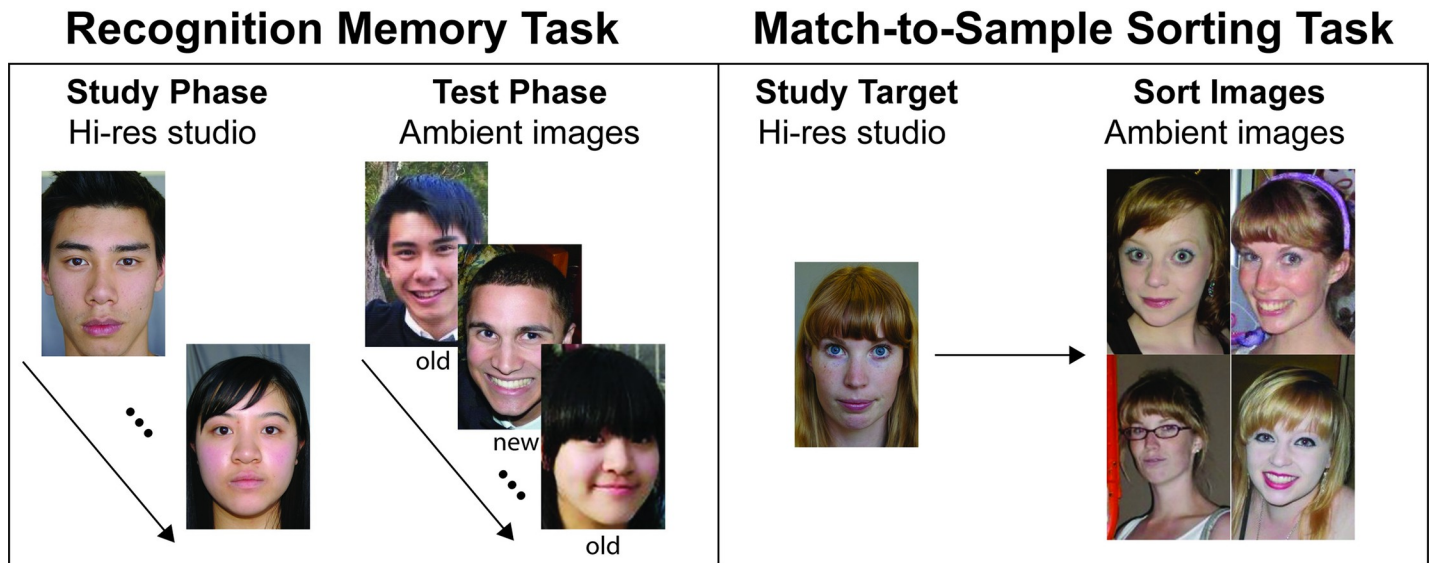 Recognition Memory Task
Match-to-Sample Sorting Task
Study Phase
Hi-res studio
Test Phase
Ambient images
old
new
old
Study Target
Hi-res studio
Sort Images
Ambient images